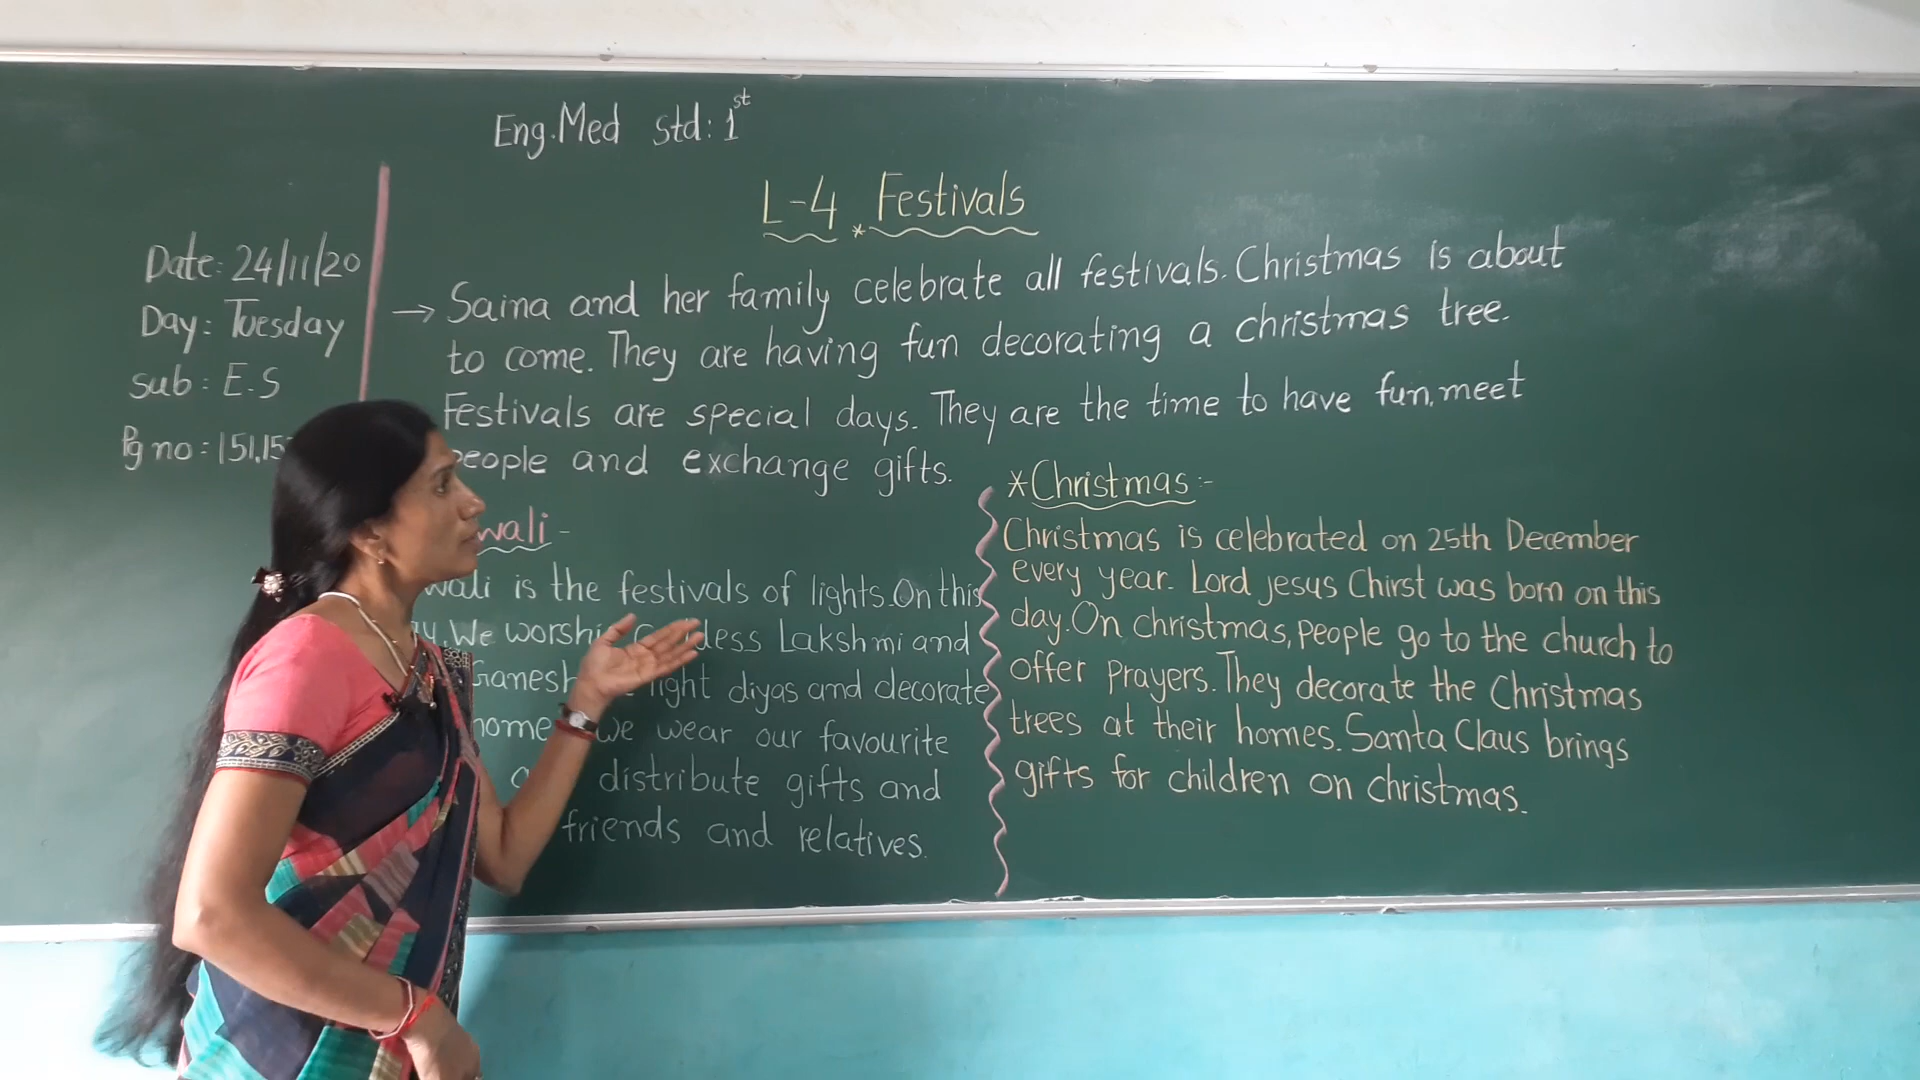 Eng.Med std: 1st
L-4 * Festivals
Date: 24/11/20
Day: Tuesday
sub: E.S
Pg no: 151,15
→ Saina and her family celebrate all festivals. Christmas is about
to come. They are having fun decorating a christmas tree.
Festivals are special days. They are the time to have fun, meet
people and exchange gifts.
wali -
wali is the festivals of lights. On this
We worship Lakshmi and
Ganesh light diyas and decorate
home we wear our favourite
distribute gifts and
friends and relatives.
*Christmas:-
Christmas is celebrated on 25th December
every year. Lord jesus Chirst was born on this
day. On christmas, people go to the church to
offer prayers. They decorate the Christmas
trees at their homes. Santa Claus brings
gifts for children on christmas.